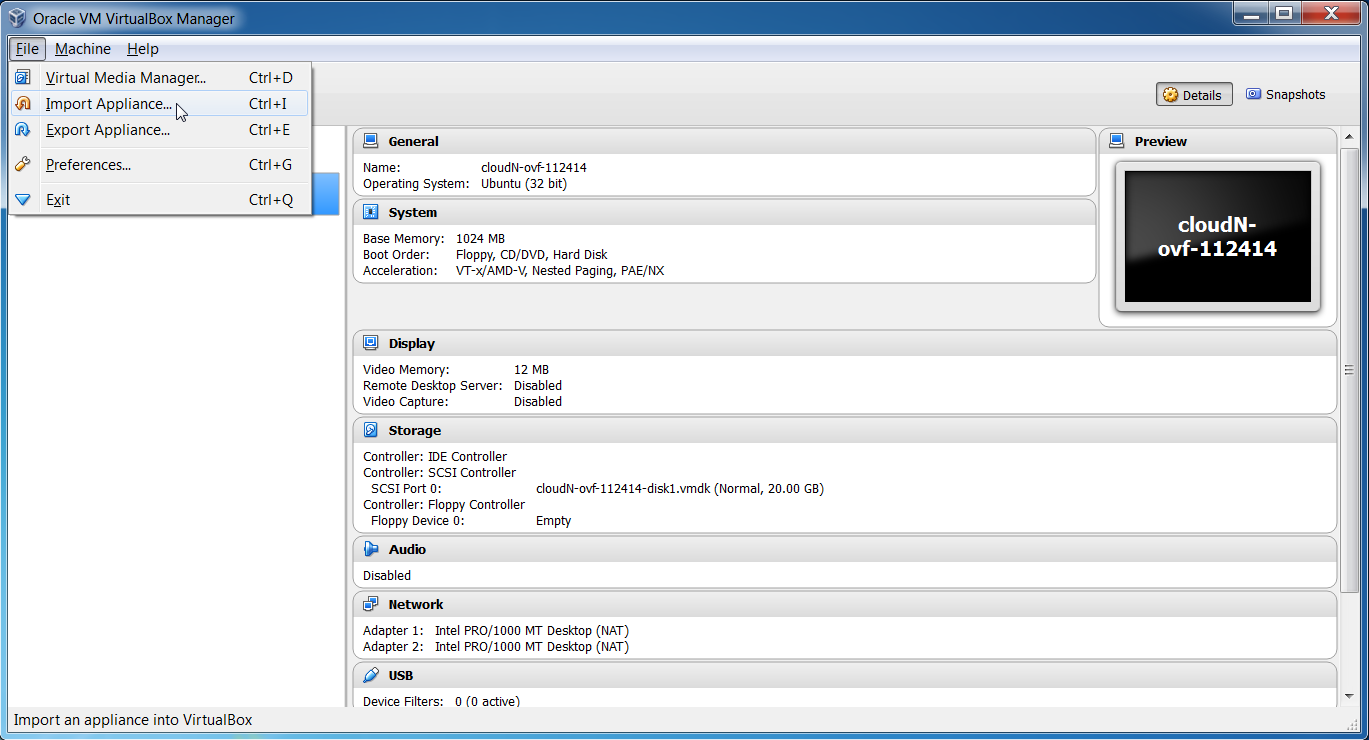 Oracle VM VirtualBox Manager
File Machine Help
Virtual Media Manager... Ctrl+D
Import Appliance... Ctrl+I
Export Appliance... Ctrl+E
Preferences... Ctrl+G
Exit Ctrl+Q
Details Snapshots
General
Name: cloudN-ovf-112414
Operating System: Ubuntu (32 bit)
System
Base Memory: 1024 MB
Boot Order: Floppy, CD/DVD, Hard Disk
Acceleration: VT-x/AMD-V, Nested Paging, PAE/NX
Preview
cloudN-
ovf-112414
Display
Video Memory: 12 MB
Remote Desktop Server: Disabled
Video Capture: Disabled
Storage
Controller: IDE Controller
Controller: SCSI Controller
SCSI Port 0: cloudN-ovf-112414-disk1.vmdk (Normal, 20.00 GB)
Controller: Floppy Controller
Floppy Device 0: Empty
Audio
Disabled
Network
Adapter 1: Intel PRO/1000 MT Desktop (NAT)
Adapter 2: Intel PRO/1000 MT Desktop (NAT)
USB
Device Filters: 0 (0 active)
Import an appliance into VirtualBox